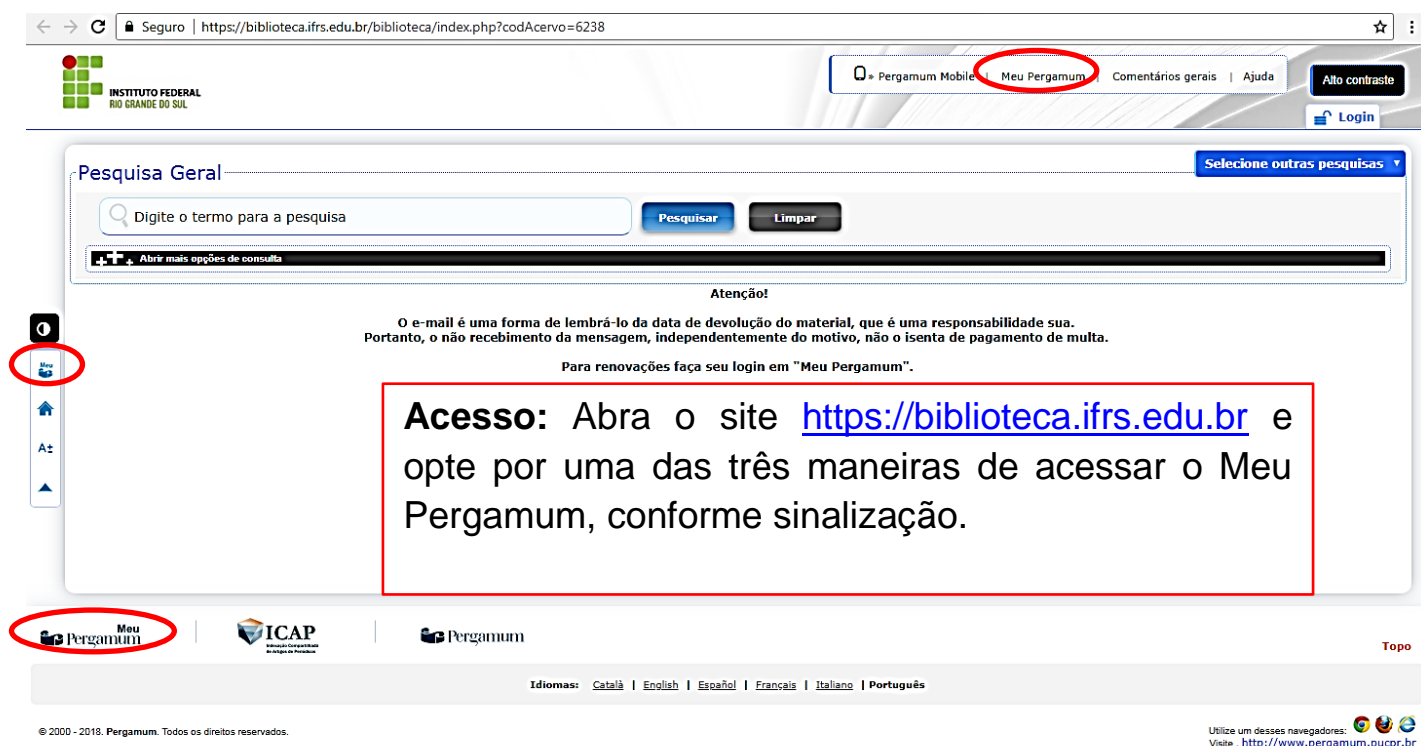 Seguro | https://biblioteca.ifrs.edu.br/biblioteca/index.php?codAcervo=6238
INSTITUTO FEDERAL
RIO GRANDE DO SUL
» Pergamum Mobile | Meu Pergamum | Comentários gerais | Ajuda
Alto contraste
Login
Pesquisa Geral
Selecione outras pesquisas
Digite o termo para a pesquisa
Pesquisar
Limpar
Abrir mais opções de consulta
Atenção!
O e-mail é uma forma de lembrá-lo da data de devolução do material, que é uma responsabilidade sua.
Portanto, o não recebimento da mensagem, independentemente do motivo, não o isenta de pagamento de multa.
Para renovações faça seu login em "Meu Pergamum".
Meu
A±
Acesso: Abra o site https://biblioteca.ifrs.edu.br e
opte por uma das três maneiras de acessar o Meu
Pergamum, conforme sinalização.
Meu
Pergamum
ICAP
Indexação Compartilhada
de Artigos de Periódicos
Pergamum
Topo
Idiomas: Català | English | Español | Français | Italiano | Português
© 2000 - 2018. Pergamum. Todos os direitos reservados.
Utilize um desses navegadores:
Visite http://www.pergamum.pucpr.br